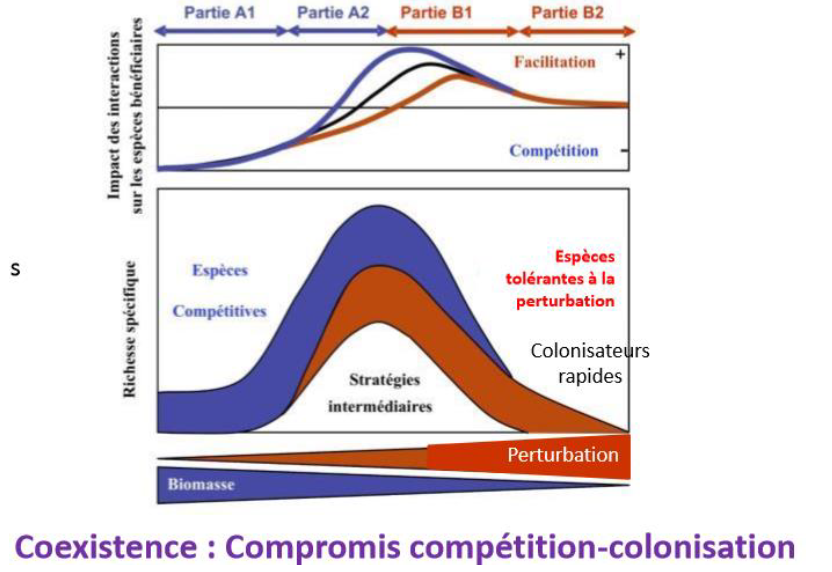 Partie A1 Partie A2 Partie B1 Partie B2
Impact des interactions
sur les espèces bénéficiaires
Facilitation
+
Compétition
-
s
Richesse spécifique
Espèces
Compétitives
Espèces
tolérantes à la
perturbation
Colonisateurs
rapides
Stratégies
intermédiaires
Perturbation
Biomasse
Coexistence : Compromis compétition-colonisation